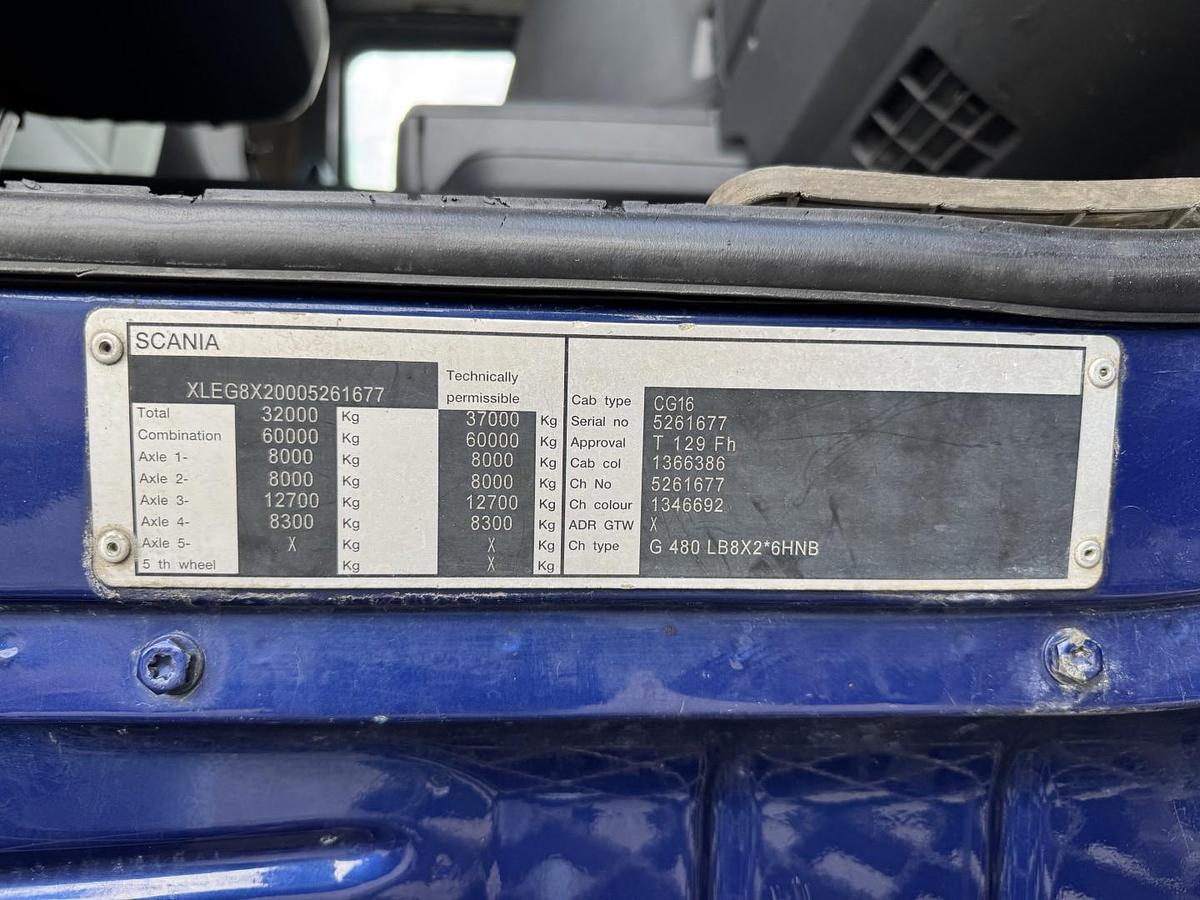 SCANIA
XLEG8X20005261677
Technically
permissible
Total 32000 Kg 37000 Kg
Combination 60000 Kg 60000 Kg
Axle 1- 8000 Kg 8000 Kg
Axle 2- 8000 Kg 8000 Kg
Axle 3- 12700 Kg 12700 Kg
Axle 4- 8300 Kg 8300 Kg
Axle 5- X Kg X Kg
5 th wheel Kg X Kg
Cab type CG16
Serial no 5261677
Approval T 129 Fh
Cab col 1366386
Ch No 5261677
Ch colour 1346692
ADR GTW X
Ch type G 480 LB8X2*6HNB